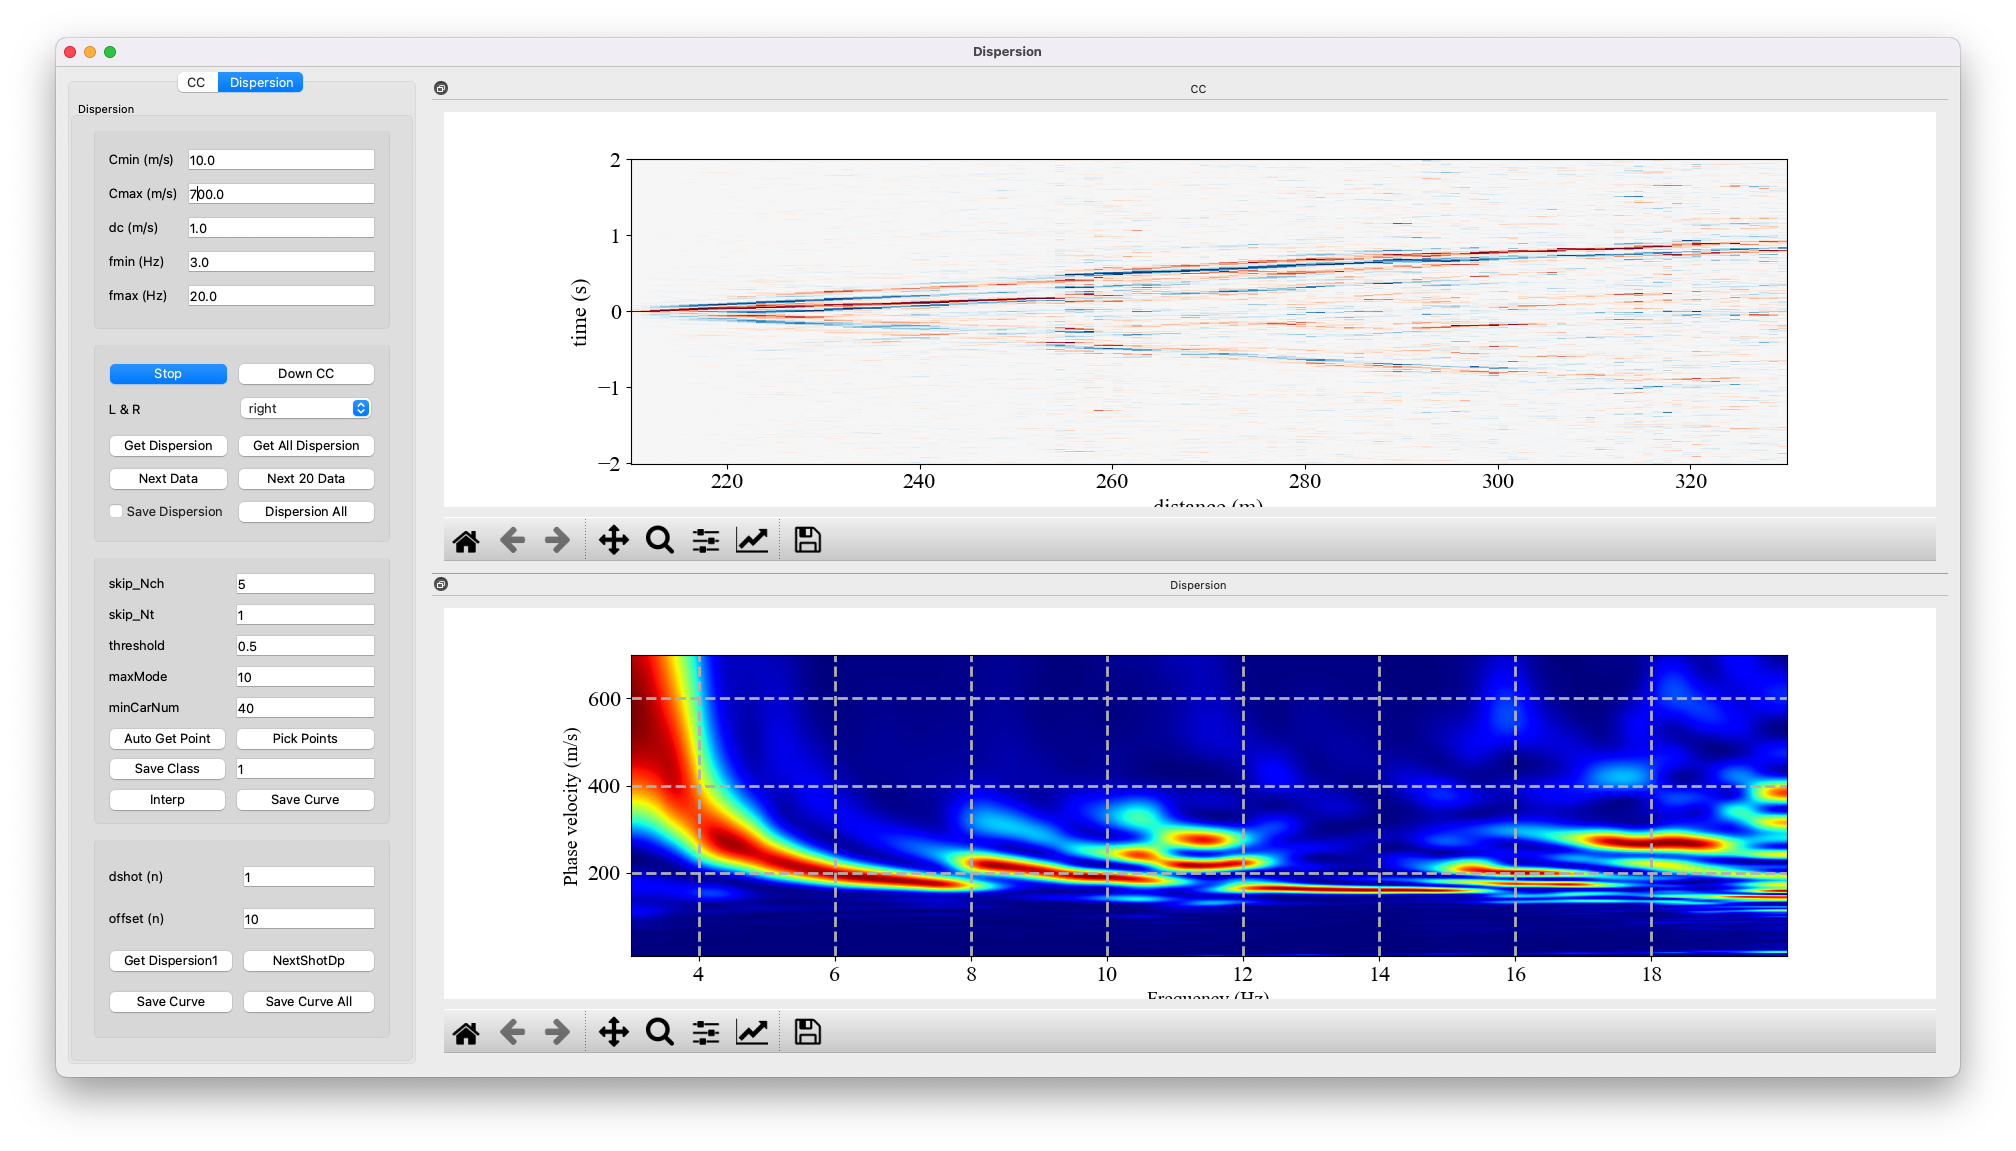 Dispersion
CC Dispersion
Dispersion
Cmin (m/s) 10.0
Cmax (m/s) 700.0
dc (m/s) 1.0
fmin (Hz) 3.0
fmax (Hz) 20.0
Stop Down CC
L & R right
Get Dispersion Get All Dispersion
Next Data Next 20 Data
Save Dispersion Dispersion All
skip_Nch 5
skip_Nt 1
threshold 0.5
maxMode 10
minCarNum 40
Auto Get Point Pick Points
Save Class 1
Interp Save Curve
dshot (n) 1
offset (n) 10
Get Dispersion1 NextShotDp
Save Curve Save Curve All
CC
2
1
0
−1
−2
time (s)
220 240 260 280 300 320
distance (m)
Dispersion
600
400
200
Phase velocity (m/s)
4 6 8 10 12 14 16 18
Frequency (Hz)